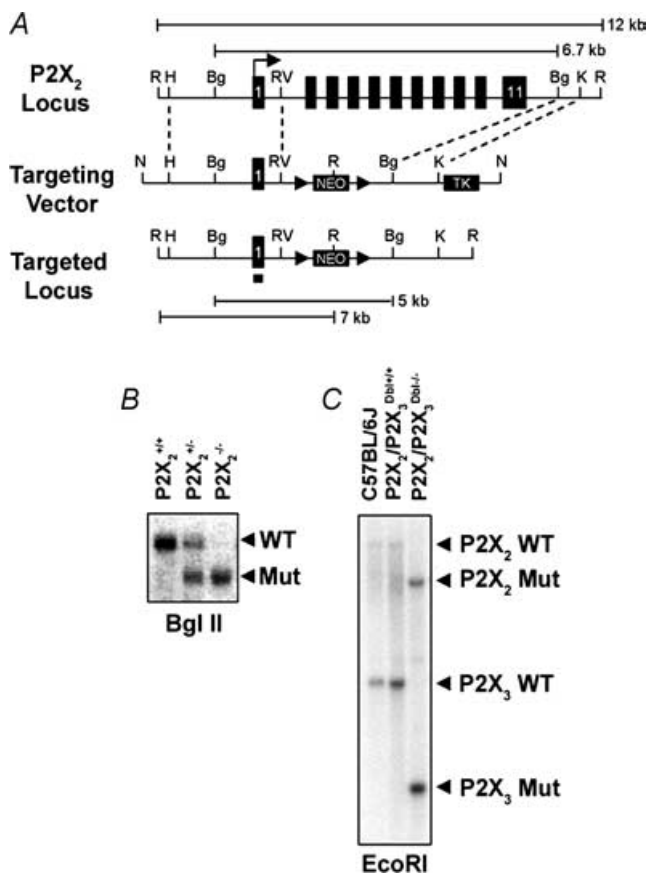 A
12 kb
6.7 kb
P2X2 Locus
R H Bg RV Bg K R
1 11
Targeting Vector
N H Bg RV R Bg K N
1 NEO TK
Targeted Locus
R H Bg RV R Bg K R
1 NEO
5 kb
7 kb
B
P2X2+/+
P2X2+/-
P2X2-/-
WT
Mut
Bgl II
C
C57BL/6J
P2X2/P2X3Dbl+/+
P2X2/P2X3Dbl-/-
P2X2 WT
P2X2 Mut
P2X3 WT
P2X3 Mut
EcoRI